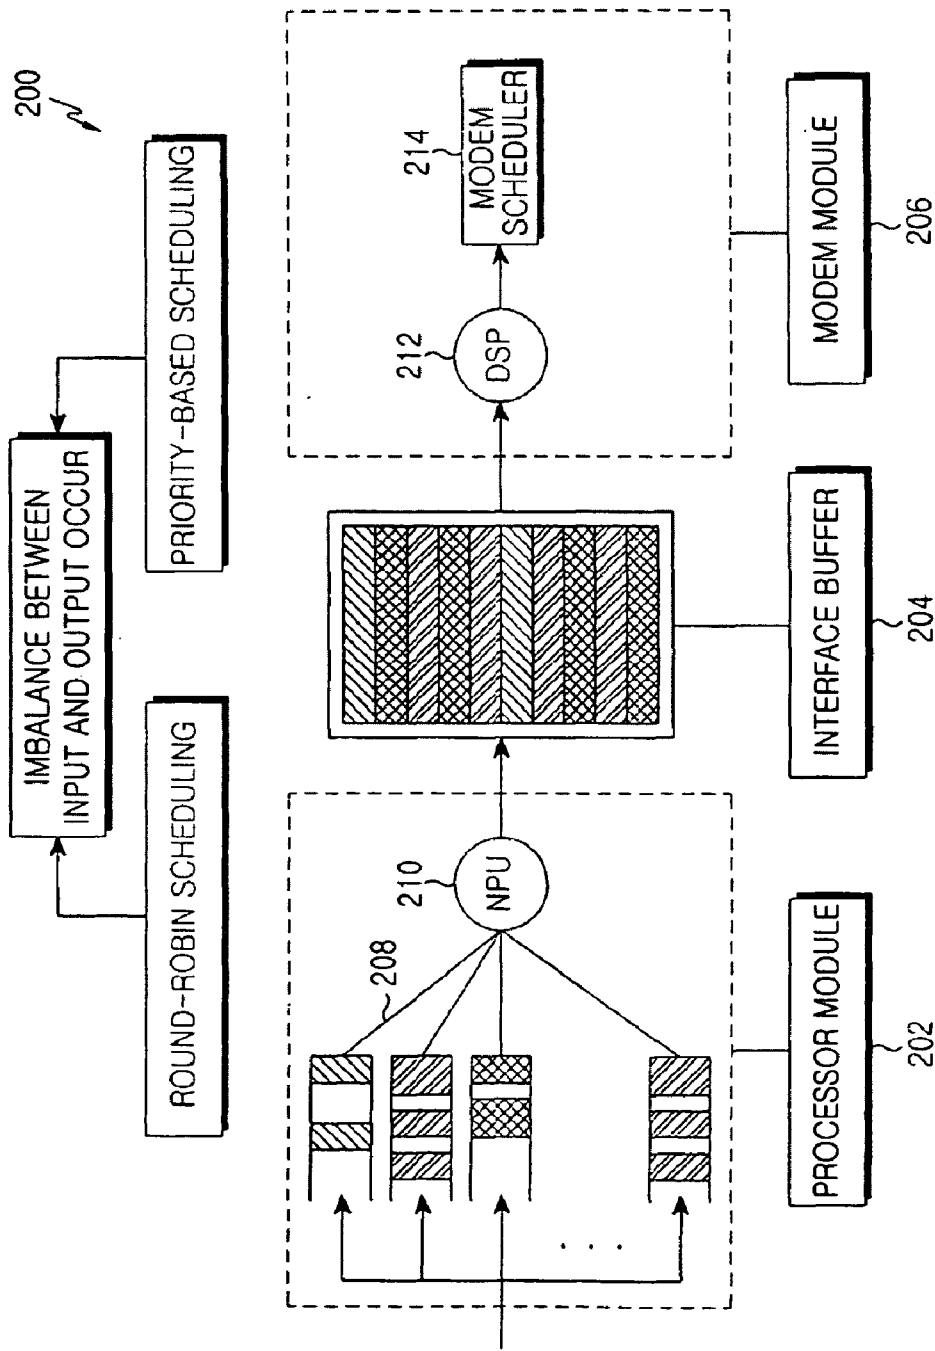 200
IMBALANCE BETWEEN
INPUT AND OUTPUT OCCUR
ROUND-ROBIN SCHEDULING
PRIORITY-BASED SCHEDULING
208
210
NPU
212
DSP
214
MODEM
SCHEDULER
. . .
PROCESSOR MODULE
202
INTERFACE BUFFER
204
MODEM MODULE
206